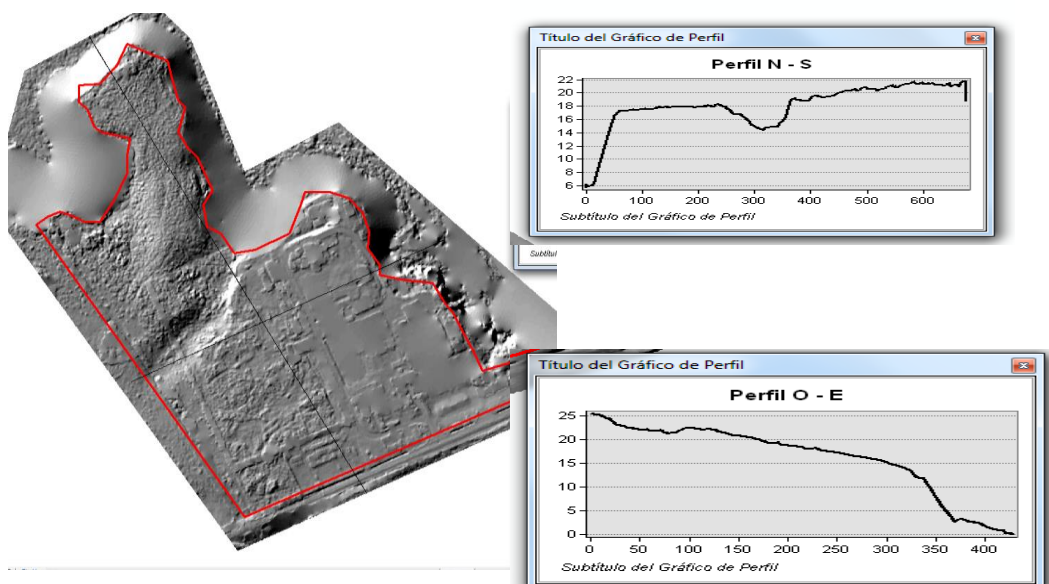 Título del Gráfico de Perfil
Perfil N - S
22
20
18
16
14
12
10
8
6
0 100 200 300 400 500 600
Subtítulo del Gráfico de Perfil
Título del Gráfico de Perfil
Perfil O - E
25
20
15
10
5
0
0 50 100 150 200 250 300 350 400
Subtítulo del Gráfico de Perfil